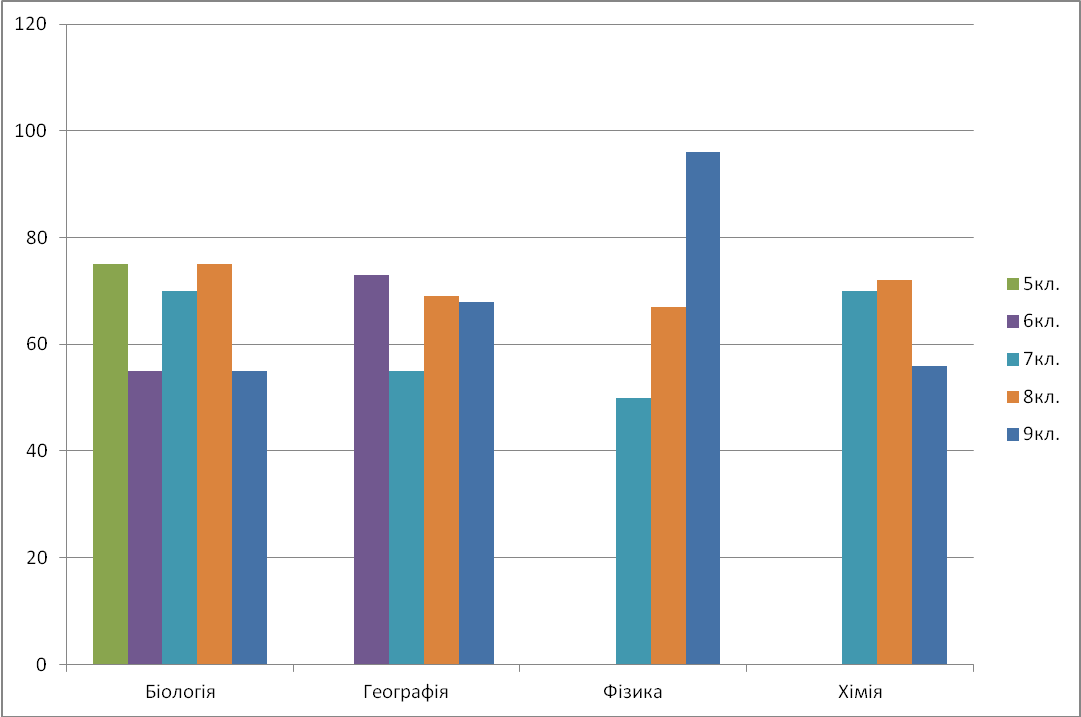 120
100
80
60
40
20
0
Біологія
Географія
Фізика
Хімія
5кл.
6кл.
7кл.
8кл.
9кл.